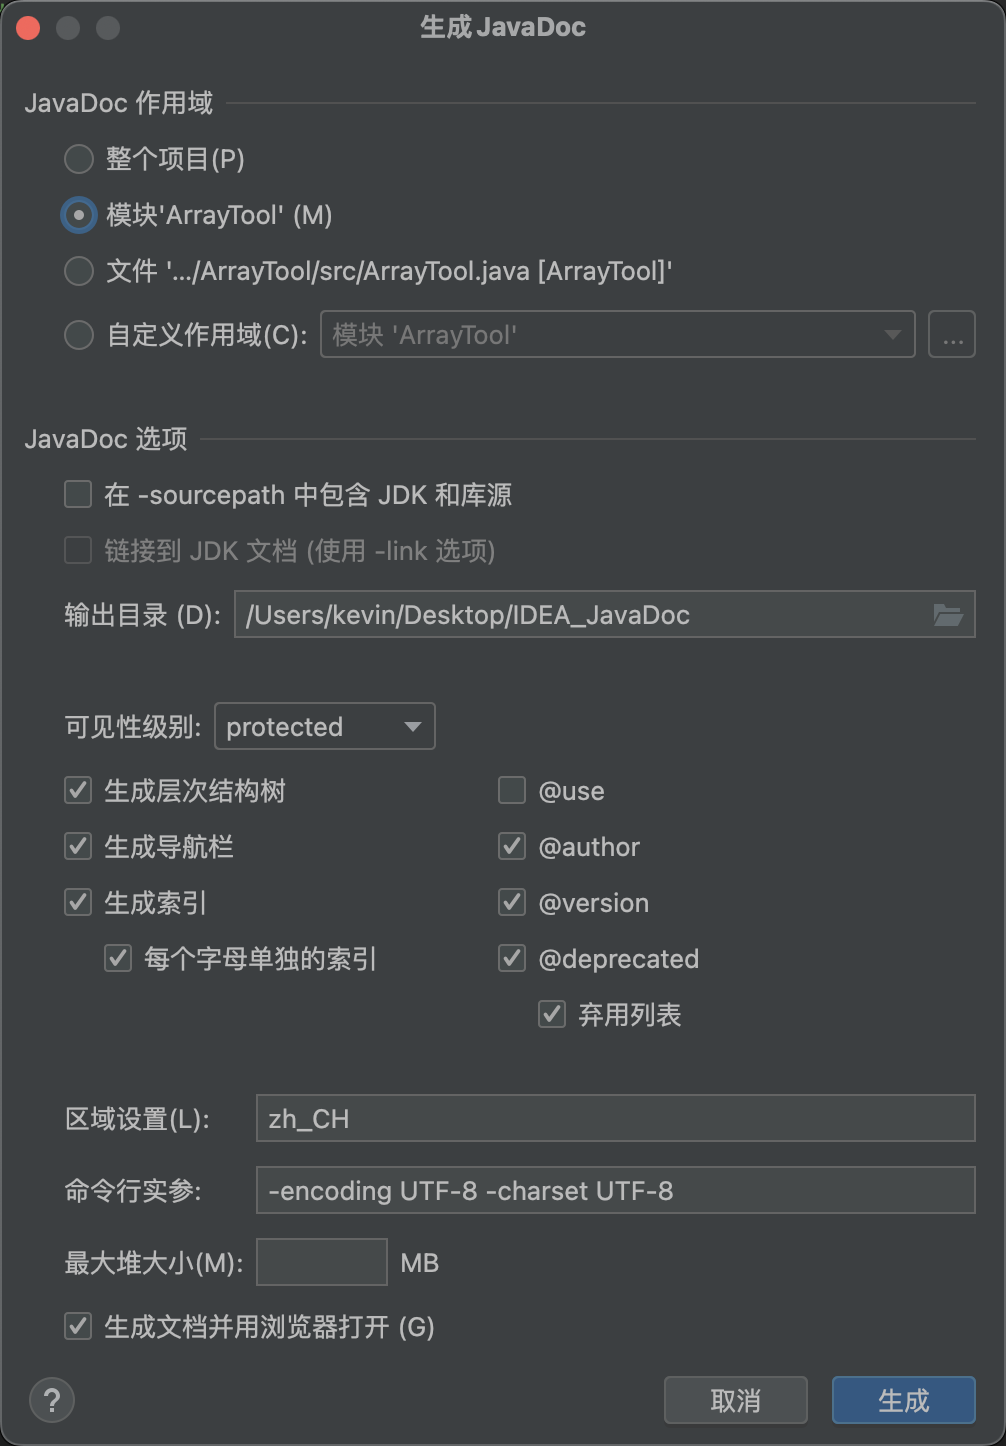 生成 JavaDoc
JavaDoc 作用域
整个项目(P)
模块'ArrayTool' (M)
文件 '.../ArrayTool/src/ArrayTool.java [ArrayTool]'
自定义作用域(C): 模块 'ArrayTool' ...
JavaDoc 选项
在 -sourcepath 中包含 JDK 和库源
链接到 JDK 文档 (使用 -link 选项)
输出目录 (D): /Users/kevin/Desktop/IDEA_JavaDoc
可见性级别: protected
生成层次结构树 @use
生成导航栏 @author
生成索引 @version
每个字母单独的索引 @deprecated
弃用列表
区域设置(L): zh_CH
命令行实参: -encoding UTF-8 -charset UTF-8
最大堆大小(M): MB
生成文档并用浏览器打开 (G)
? 取消 生成